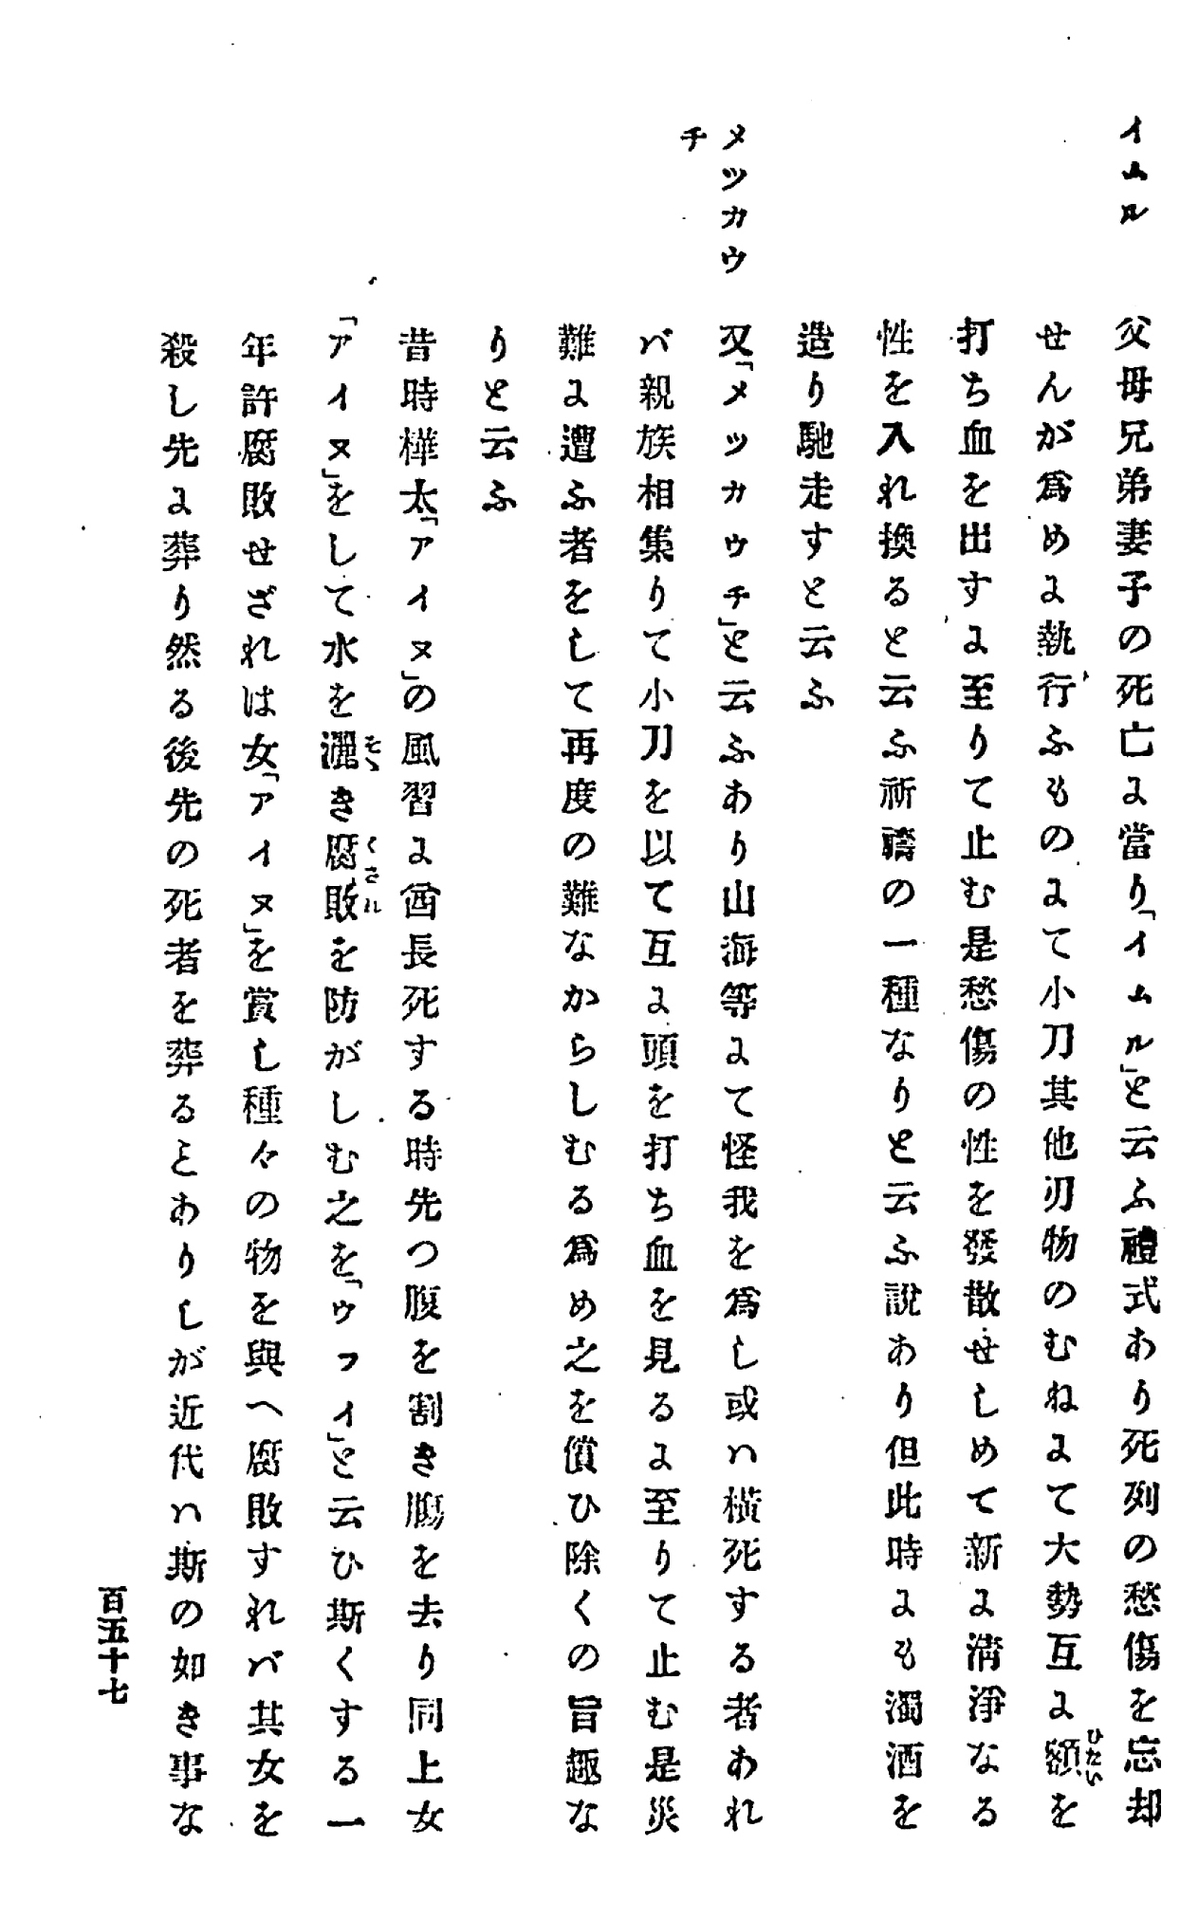 イムル
父母兄弟妻子の死亡に當り「イムル」と云ふ禮式あり死列の愁傷を忘却
せんが爲めに執行ふものにて小刀其他刃物のむねにて大勢互に額を
ひたい
打ち血を出すに至りて止む是愁傷の性を發散せしめて新に淸淨なる
性を入れ換ると云ふ祈禱の一種なりと云ふ說あり但此時にも濁酒を
造り馳走すと云ふ
メツカウ
チ
又「メツカウチ」と云ふあり山海等にて怪我を爲し或ハ橫死する者あれ
バ親族相集りて小刀を以て互に頭を打ち血を見るに至りて止む是災
難に遭ふ者をして再度の難なからしむる爲め之を償ひ除くの旨趣な
りと云ふ
昔時樺太「アイヌ」の風習に酋長死する時先つ腹を割き膓を去り同上女
「アイヌ」をして水を灑き腐敗を防がしむ之を「ウフイ」と云ひ斯くする一
そゝ
くされ
年許腐敗せざれは女「アイヌ」を賞し種々の物を與へ腐敗すれバ其女を
殺し先に葬り然る後先の死者を葬るとありしが近代ハ斯の如き事な
百五十七